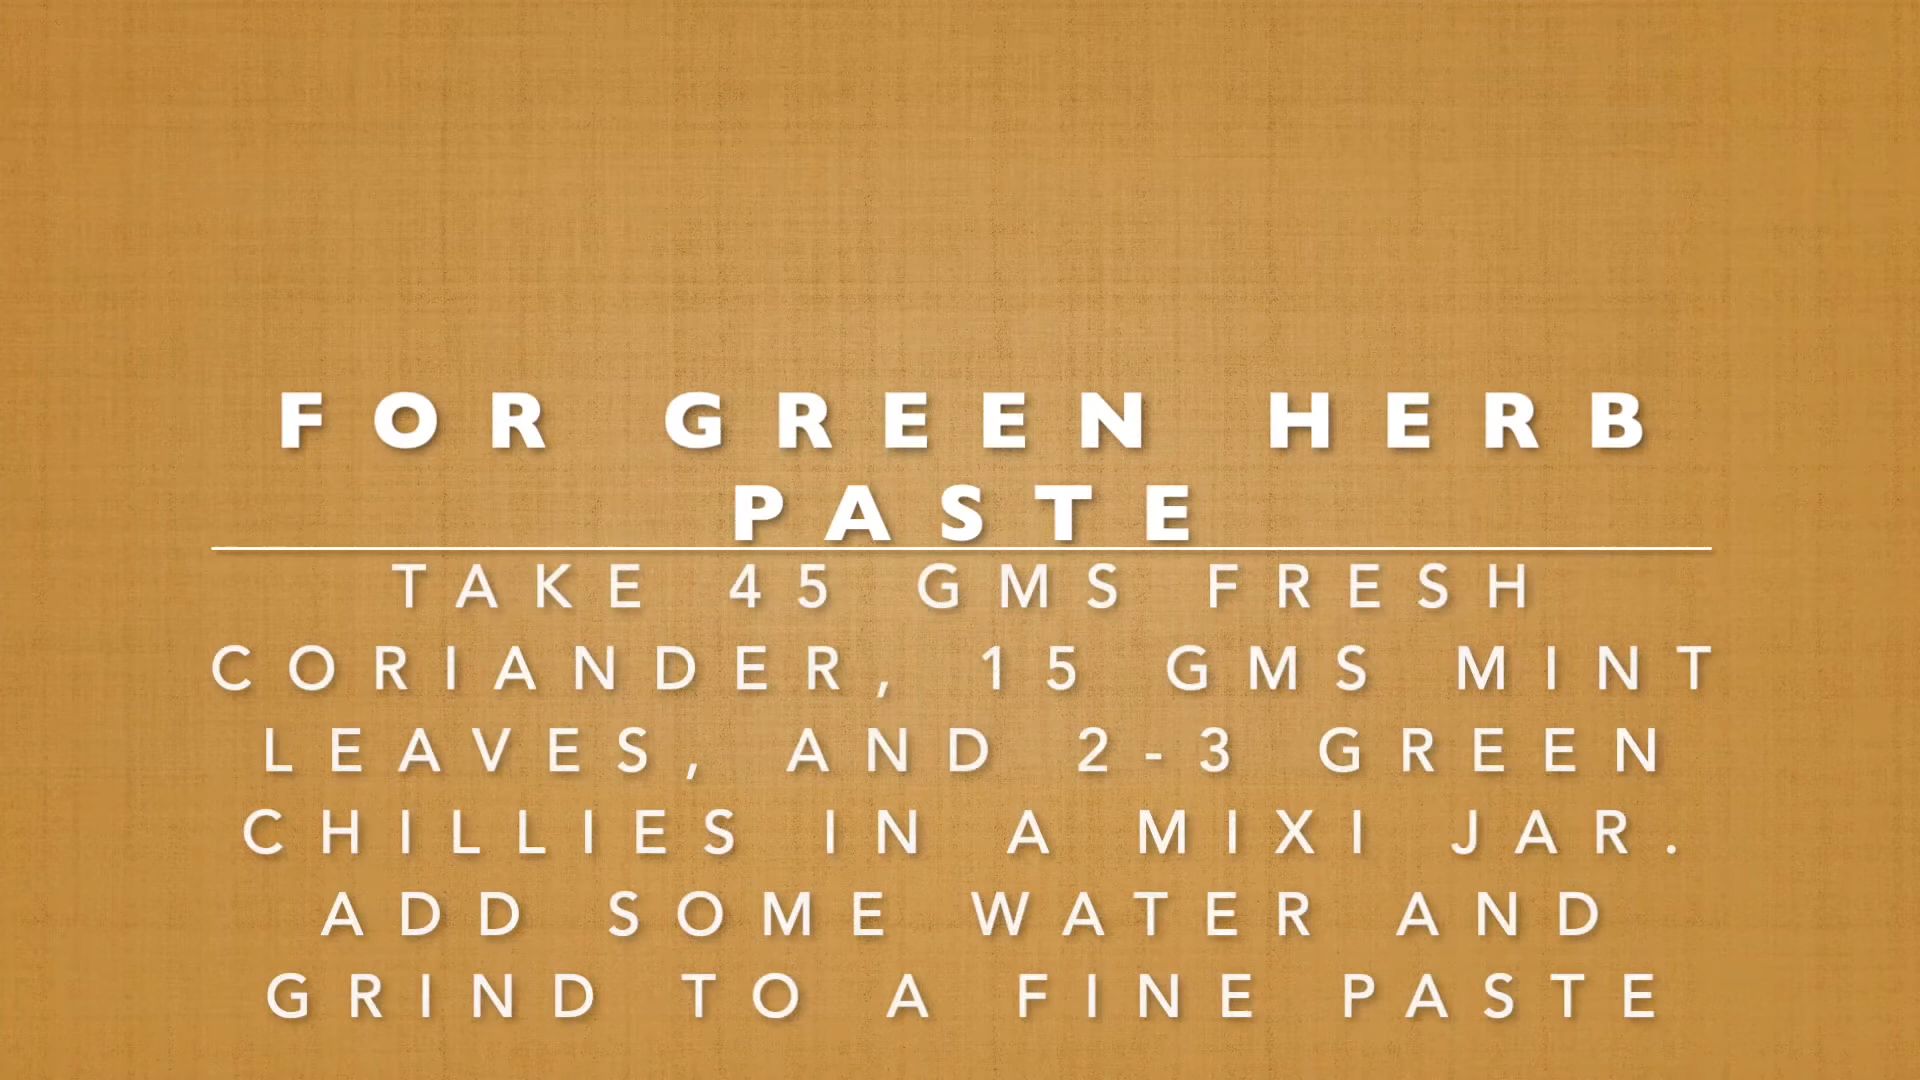 FOR GREEN HERB
PASTE
TAKE 45 GMS FRESH
CORIANDER, 15 GMS MINT
LEAVES, AND 2-3 GREEN
CHILLIES IN A MIXI JAR.
ADD SOME WATER AND
GRIND TO A FINE PASTE